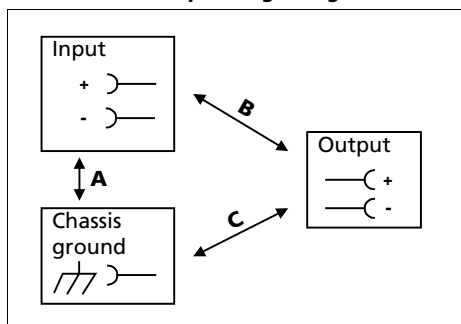 Input
+
-
B
A
Output
+
-
Chassis
ground
C